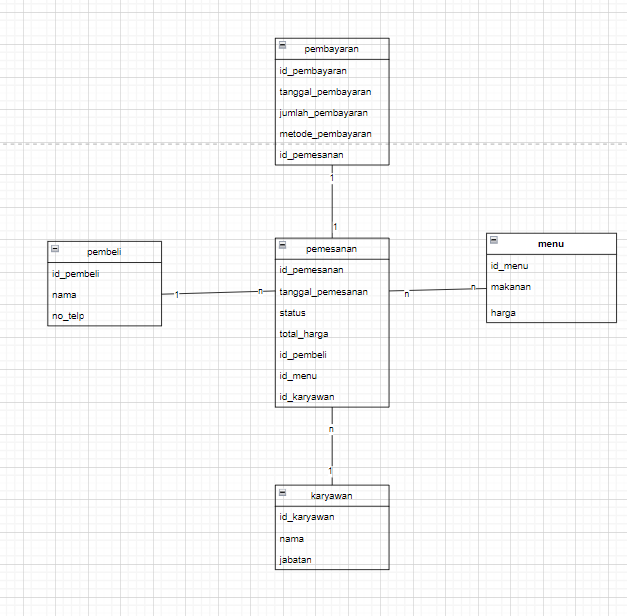 pembayaran
id_pembayaran
tanggal_pembayaran
jumlah_pembayaran
metode_pembayaran
id_pemesanan
1
1
pembeli
id_pembeli
nama
no_telp
1
n
pemesanan
id_pemesanan
tanggal_pemesanan
status
total_harga
id_pembeli
id_menu
id_karyawan
n
n
menu
id_menu
makanan
harga
n
1
karyawan
id_karyawan
nama
jabatan